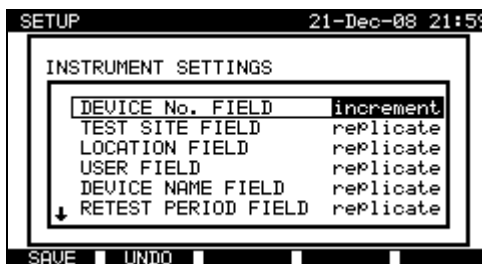 SETUP 21-Dec-08 21:59
INSTRUMENT SETTINGS
DEVICE No. FIELD increment
TEST SITE FIELD replicate
LOCATION FIELD replicate
USER FIELD replicate
DEVICE NAME FIELD replicate
RETEST PERIOD FIELD replicate
SAVE UNDO